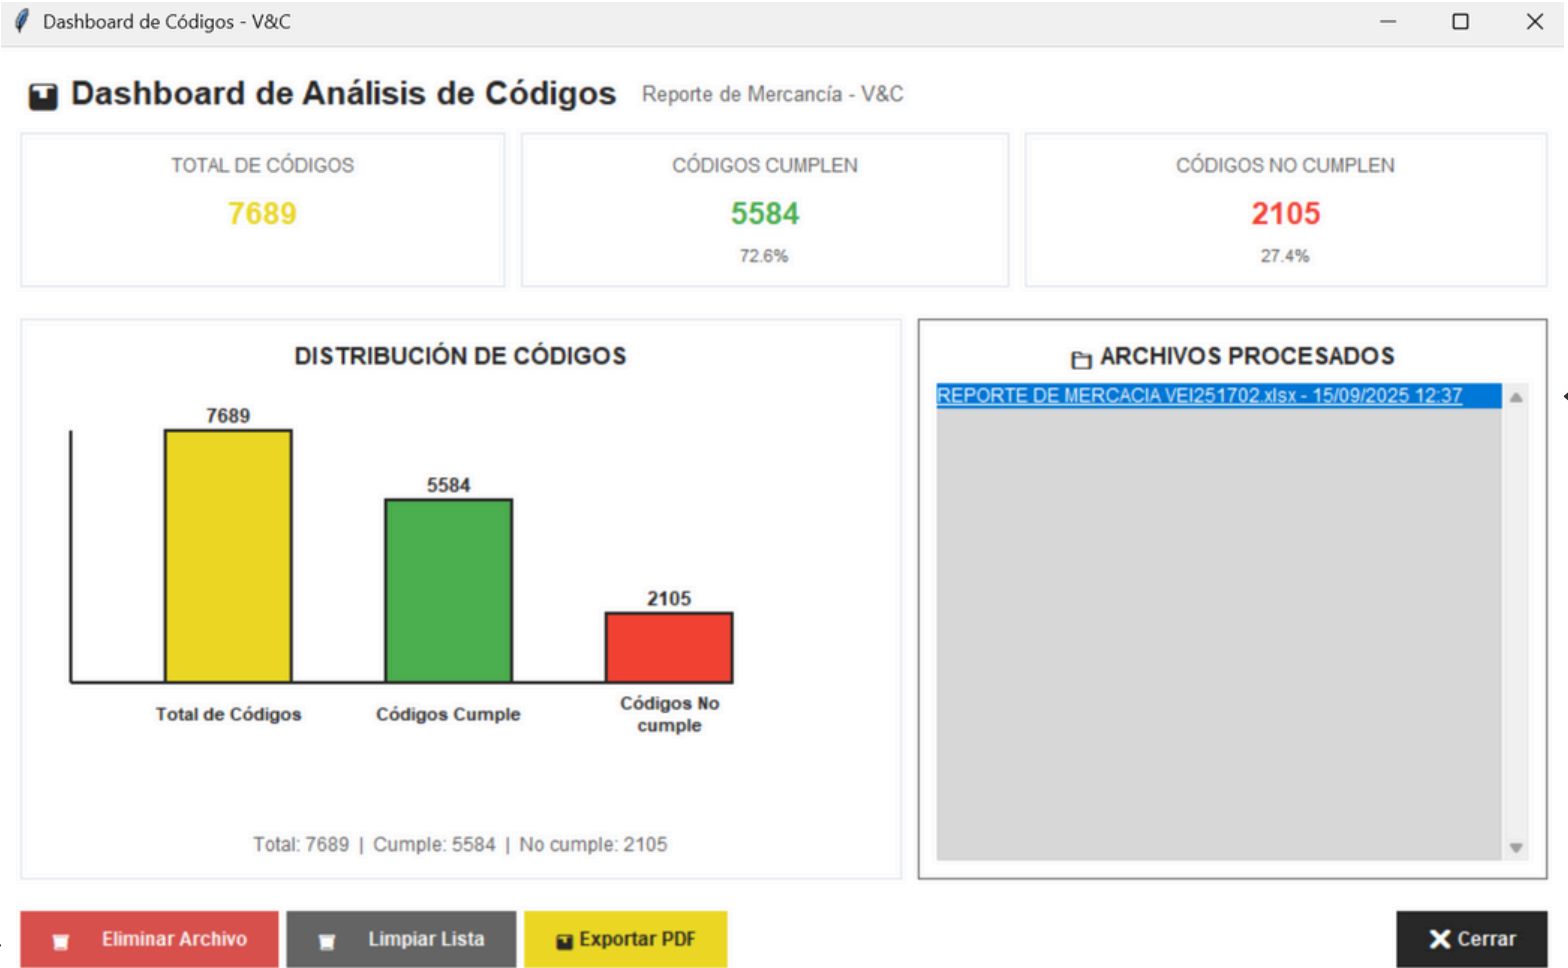 Dashboard de Códigos - V&C
Dashboard de Análisis de Códigos Reporte de Mercancía - V&C
TOTAL DE CÓDIGOS
7689
CÓDIGOS CUMPLEN
5584
72.6%
CÓDIGOS NO CUMPLEN
2105
27.4%
DISTRIBUCIÓN DE CÓDIGOS
7689
5584
2105
Total de Códigos
Códigos Cumple
Códigos No
cumple
Total: 7689 | Cumple: 5584 | No cumple: 2105
ARCHIVOS PROCESADOS
REPORTE DE MERCACIA VEI251702.xlsx - 15/09/2025 12:37
Eliminar Archivo
Limpiar Lista
Exportar PDF
Cerrar